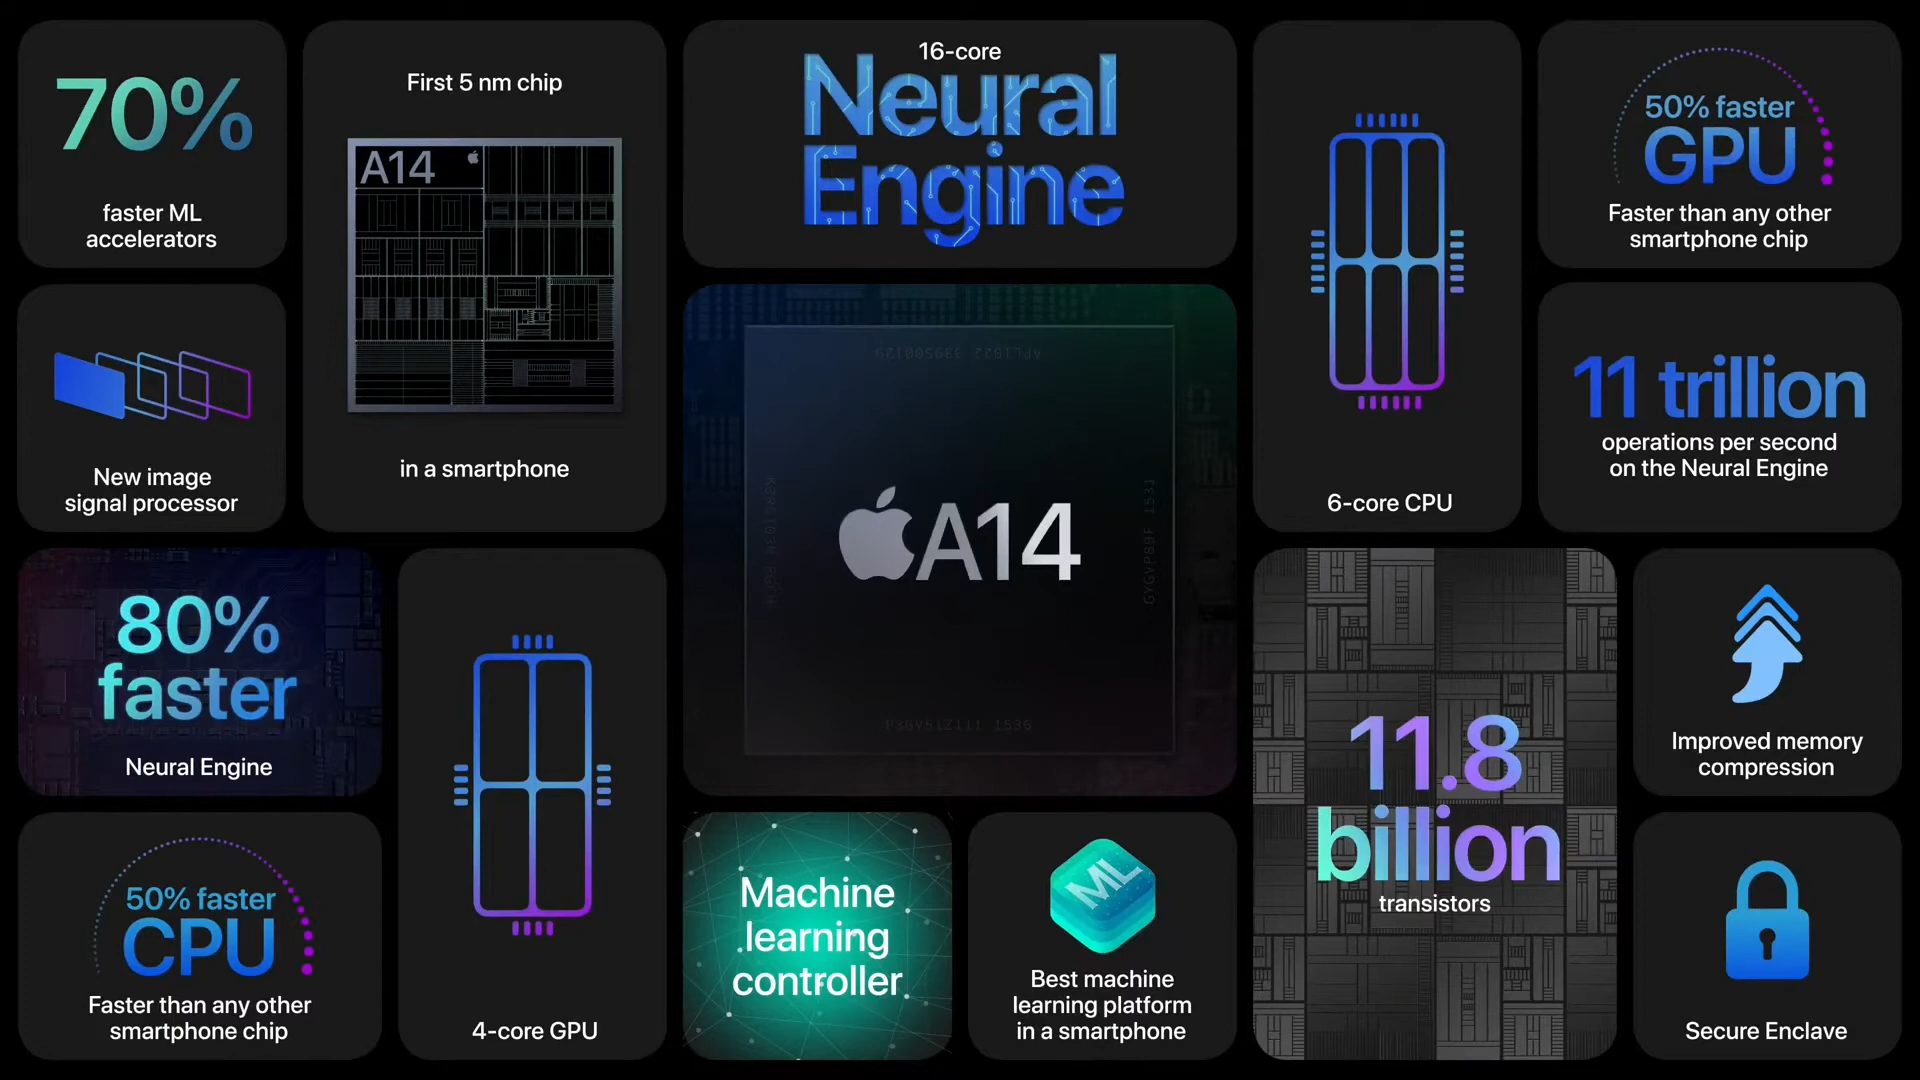 70%
faster ML
accelerators
First 5 nm chip
A14
in a smartphone
16-core
Neural
Engine
6-core CPU
50% faster
GPU
Faster than any other
smartphone chip
New image
signal processor
A14
11 trillion
operations per second
on the Neural Engine
80%
faster
Neural Engine
4-core GPU
11.8
billion
transistors
Improved memory
compression
50% faster
CPU
Faster than any other
smartphone chip
Machine
learning
controller
ML
Best machine
learning platform
in a smartphone
Secure Enclave